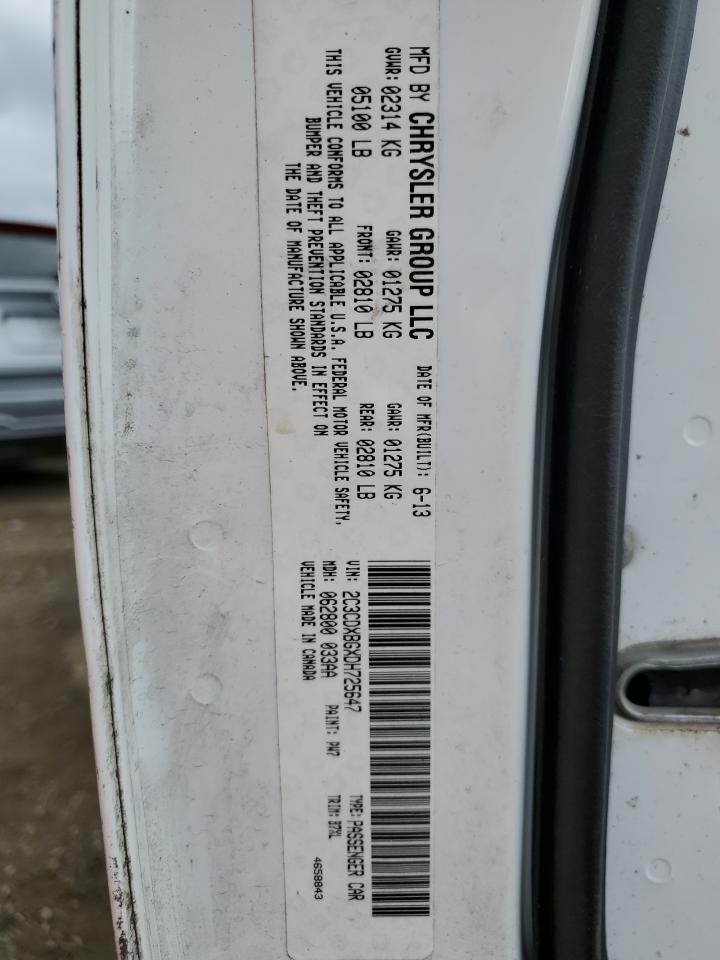 MFD BY CHRYSLER GROUP LLC DATE OF MFR(BUILT): 6-13
GVWR: 02314 KG GAWR: 01275 KG GAWR: 01275 KG
05100 LB FRONT: 02810 LB REAR: 02810 LB
THIS VEHICLE CONFORMS TO ALL APPLICABLE U.S.A. FEDERAL MOTOR VEHICLE SAFETY,
BUMPER AND THEFT PREVENTION STANDARDS IN EFFECT ON
THE DATE OF MANUFACTURE SHOWN ABOVE.
VIN: 2C3CDXBGXDH725647 TYPE: PASSENGER CAR
MDH: 062800 033AA PAINT: PW7 TRIM: B7XL
VEHICLE MADE IN CANADA 4658843